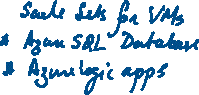 Scale Sets for VMs
* Azure SQL Database
* Azure logic apps